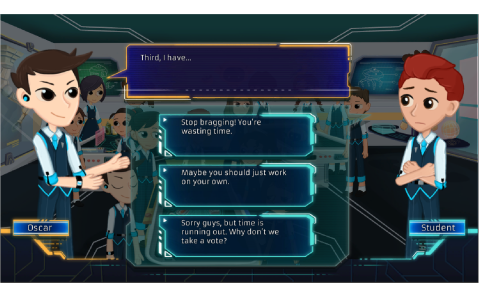 Third, I have...
Stop bragging! You're
wasting time.
Maybe you should just work
on your own.
Sorry guys, but time is
running out. Why don't we
take a vote?
Oscar
Student